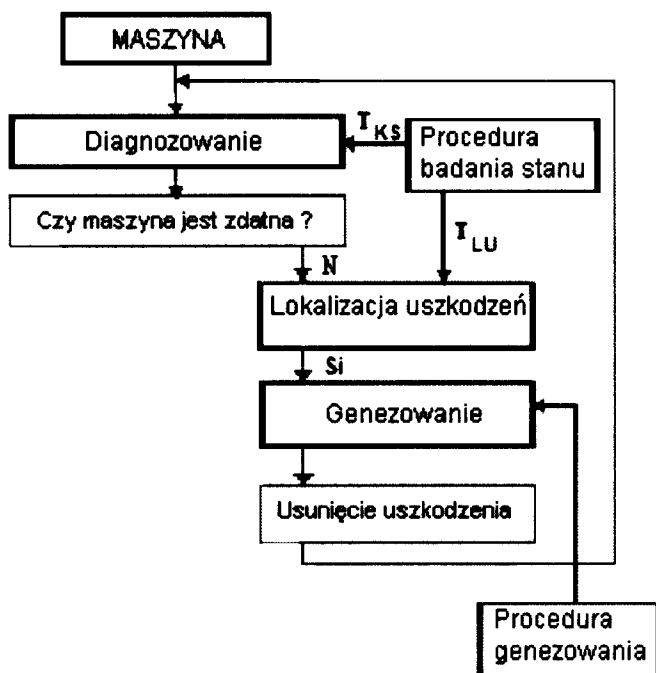 MASZYNA
Diagnozowanie
T KS
Procedura
badania stanu
Czy maszyna jest zdatna ?
N
T LU
Lokalizacja uszkodzeń
Si
Genezowanie
Usunięcie uszkodzenia
Procedura
genezowania